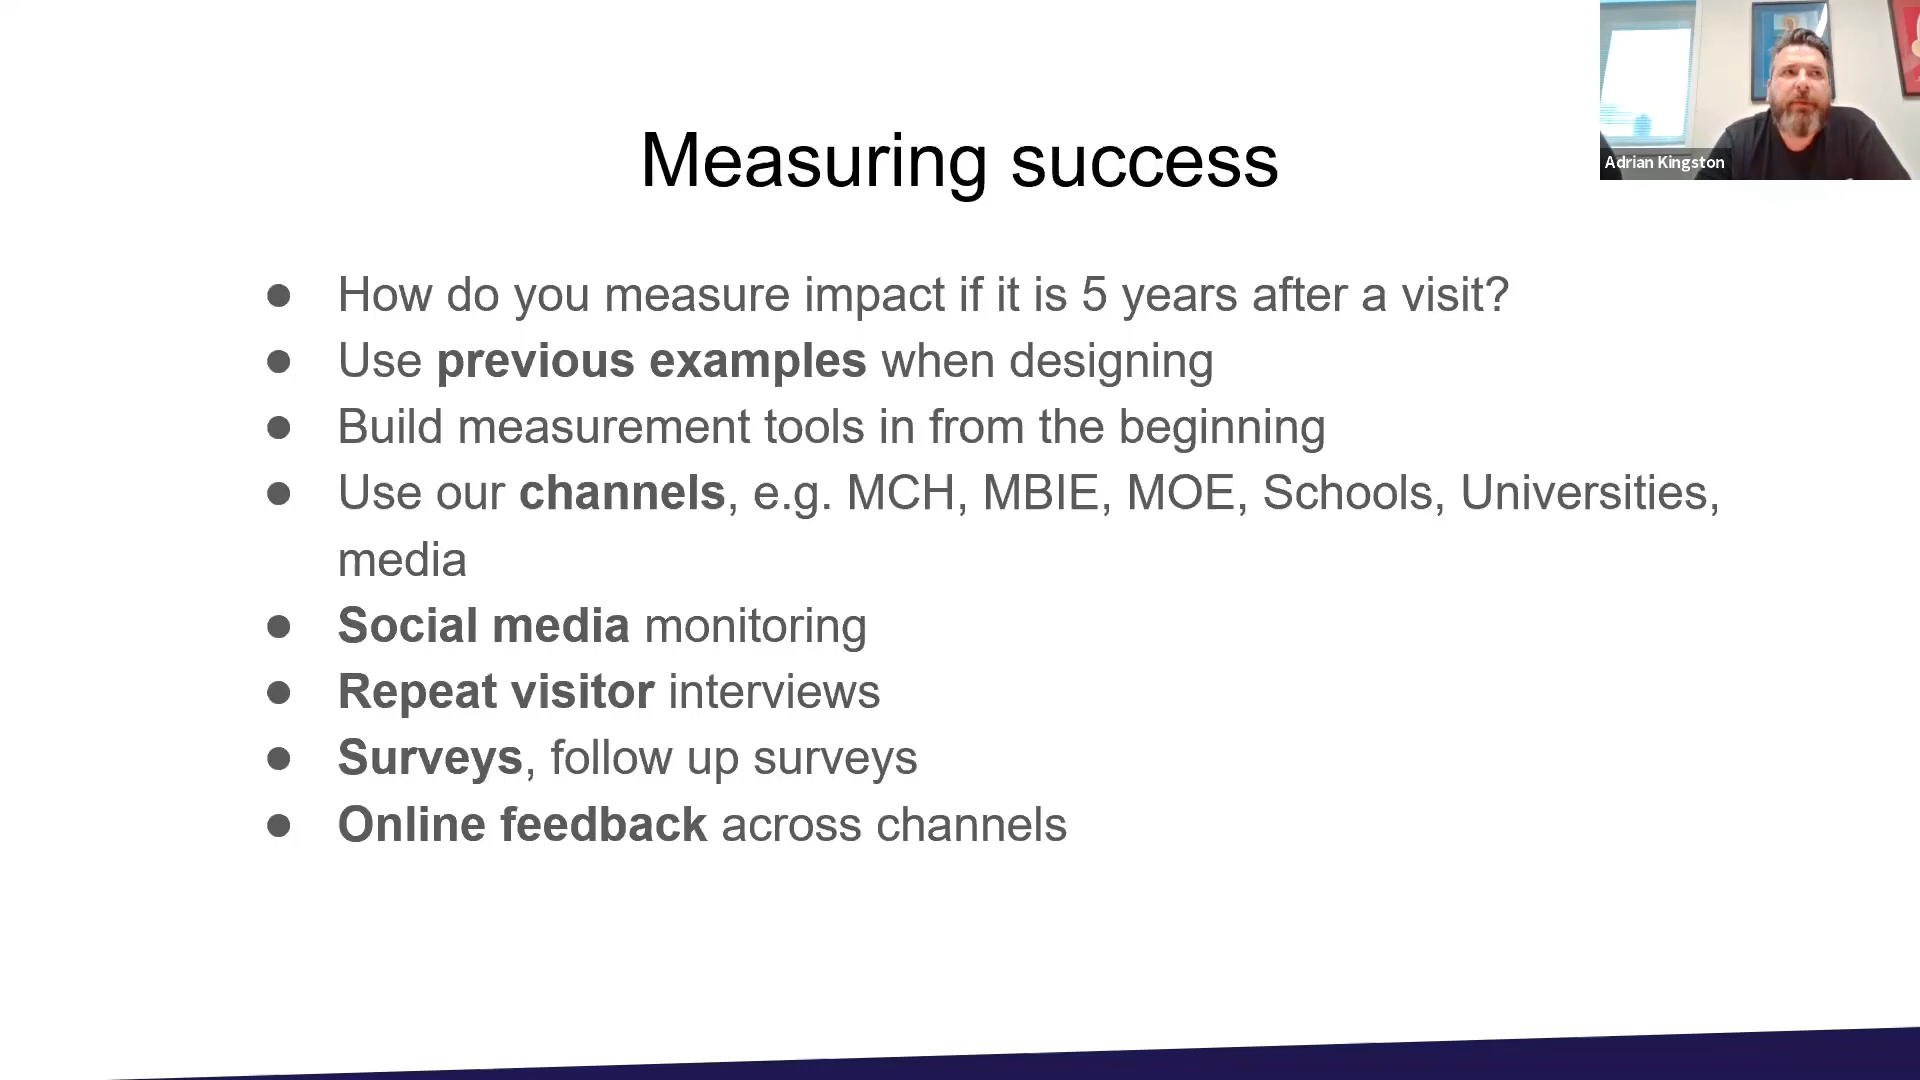 Measuring success
Adrian Kingston
● How do you measure impact if it is 5 years after a visit?
● Use previous examples when designing
● Build measurement tools in from the beginning
● Use our channels, e.g. MCH, MBIE, MOE, Schools, Universities,
media
● Social media monitoring
● Repeat visitor interviews
● Surveys, follow up surveys
● Online feedback across channels